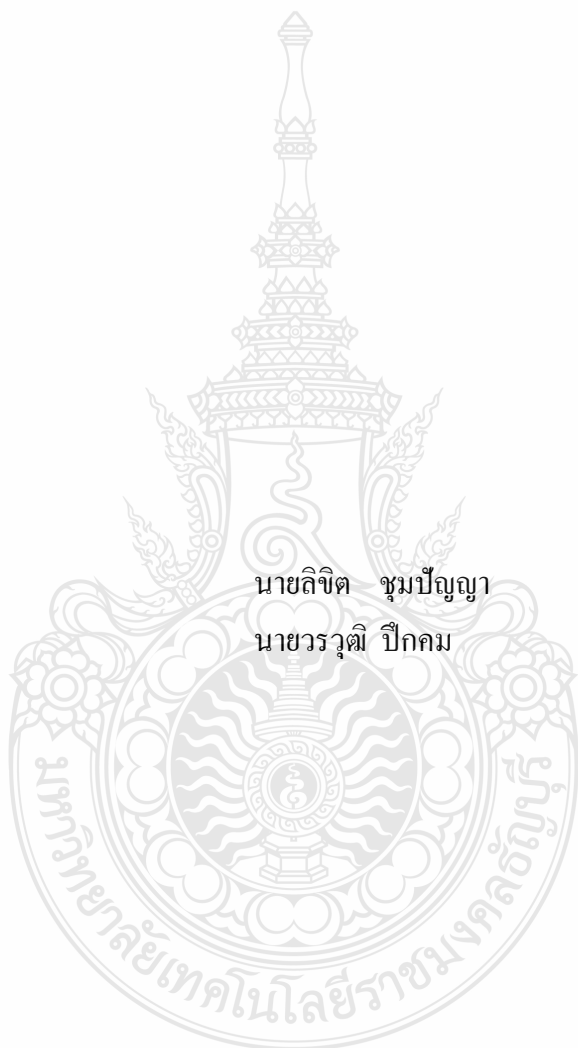 นายลิขิต ชุมปัญญา
นายวรวุฒิ ปีกคม
มหาวิทยาลัยเทคโนโลยีราชมงคลธัญบุรี